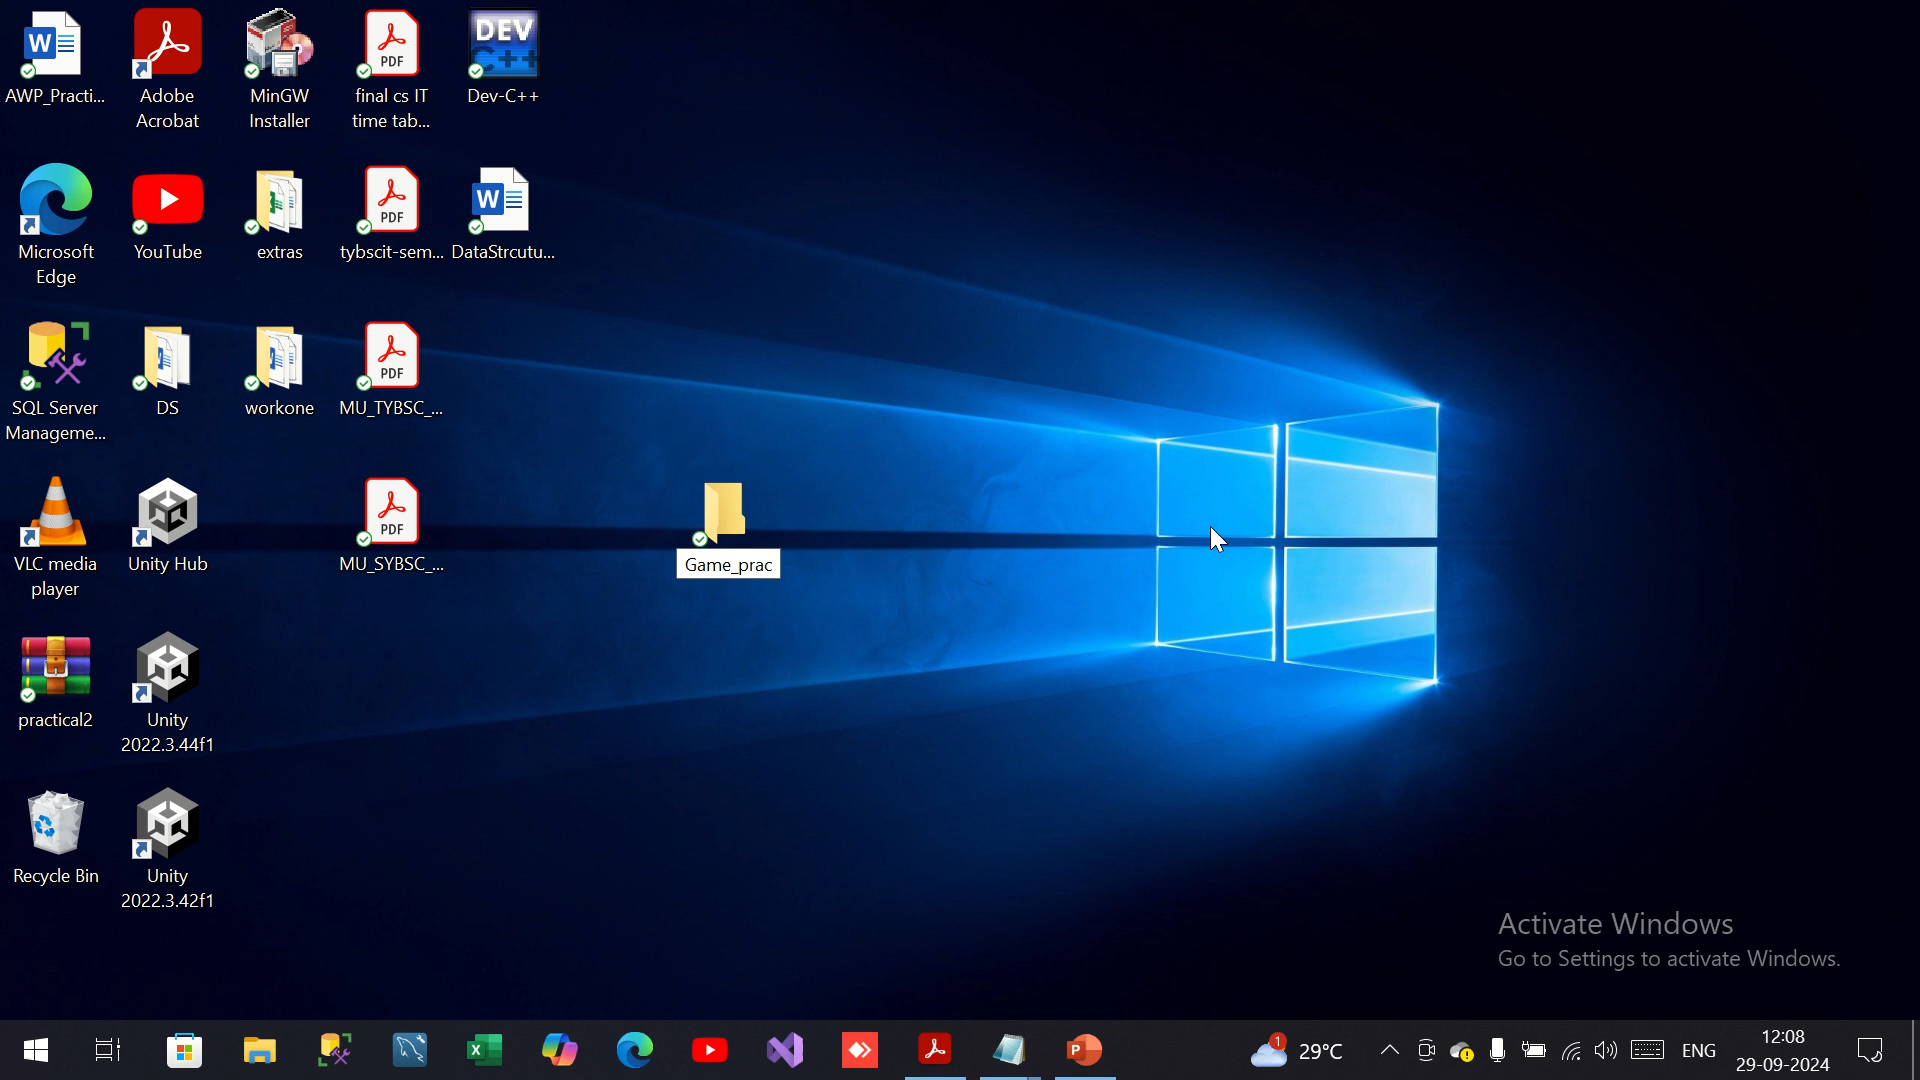 AWP_Practi...
Adobe
Acrobat
MinGW
Installer
final cs IT
time tab...
DEV
C++
Dev-C++
PDF
Microsoft
Edge
YouTube
extras
PDF
tybscit-sem...
W
DataStrcutu...
SQL Server
Manageme...
DS
workone
PDF
MU_TYBSC_...
VLC media
player
Unity Hub
PDF
MU_SYBSC_...
Game_prac
practical2
Unity
2022.3.44f1
Recycle Bin
Unity
2022.3.42f1
Activate Windows
Go to Settings to activate Windows.
1
29°C
ENG
12:08
29-09-2024